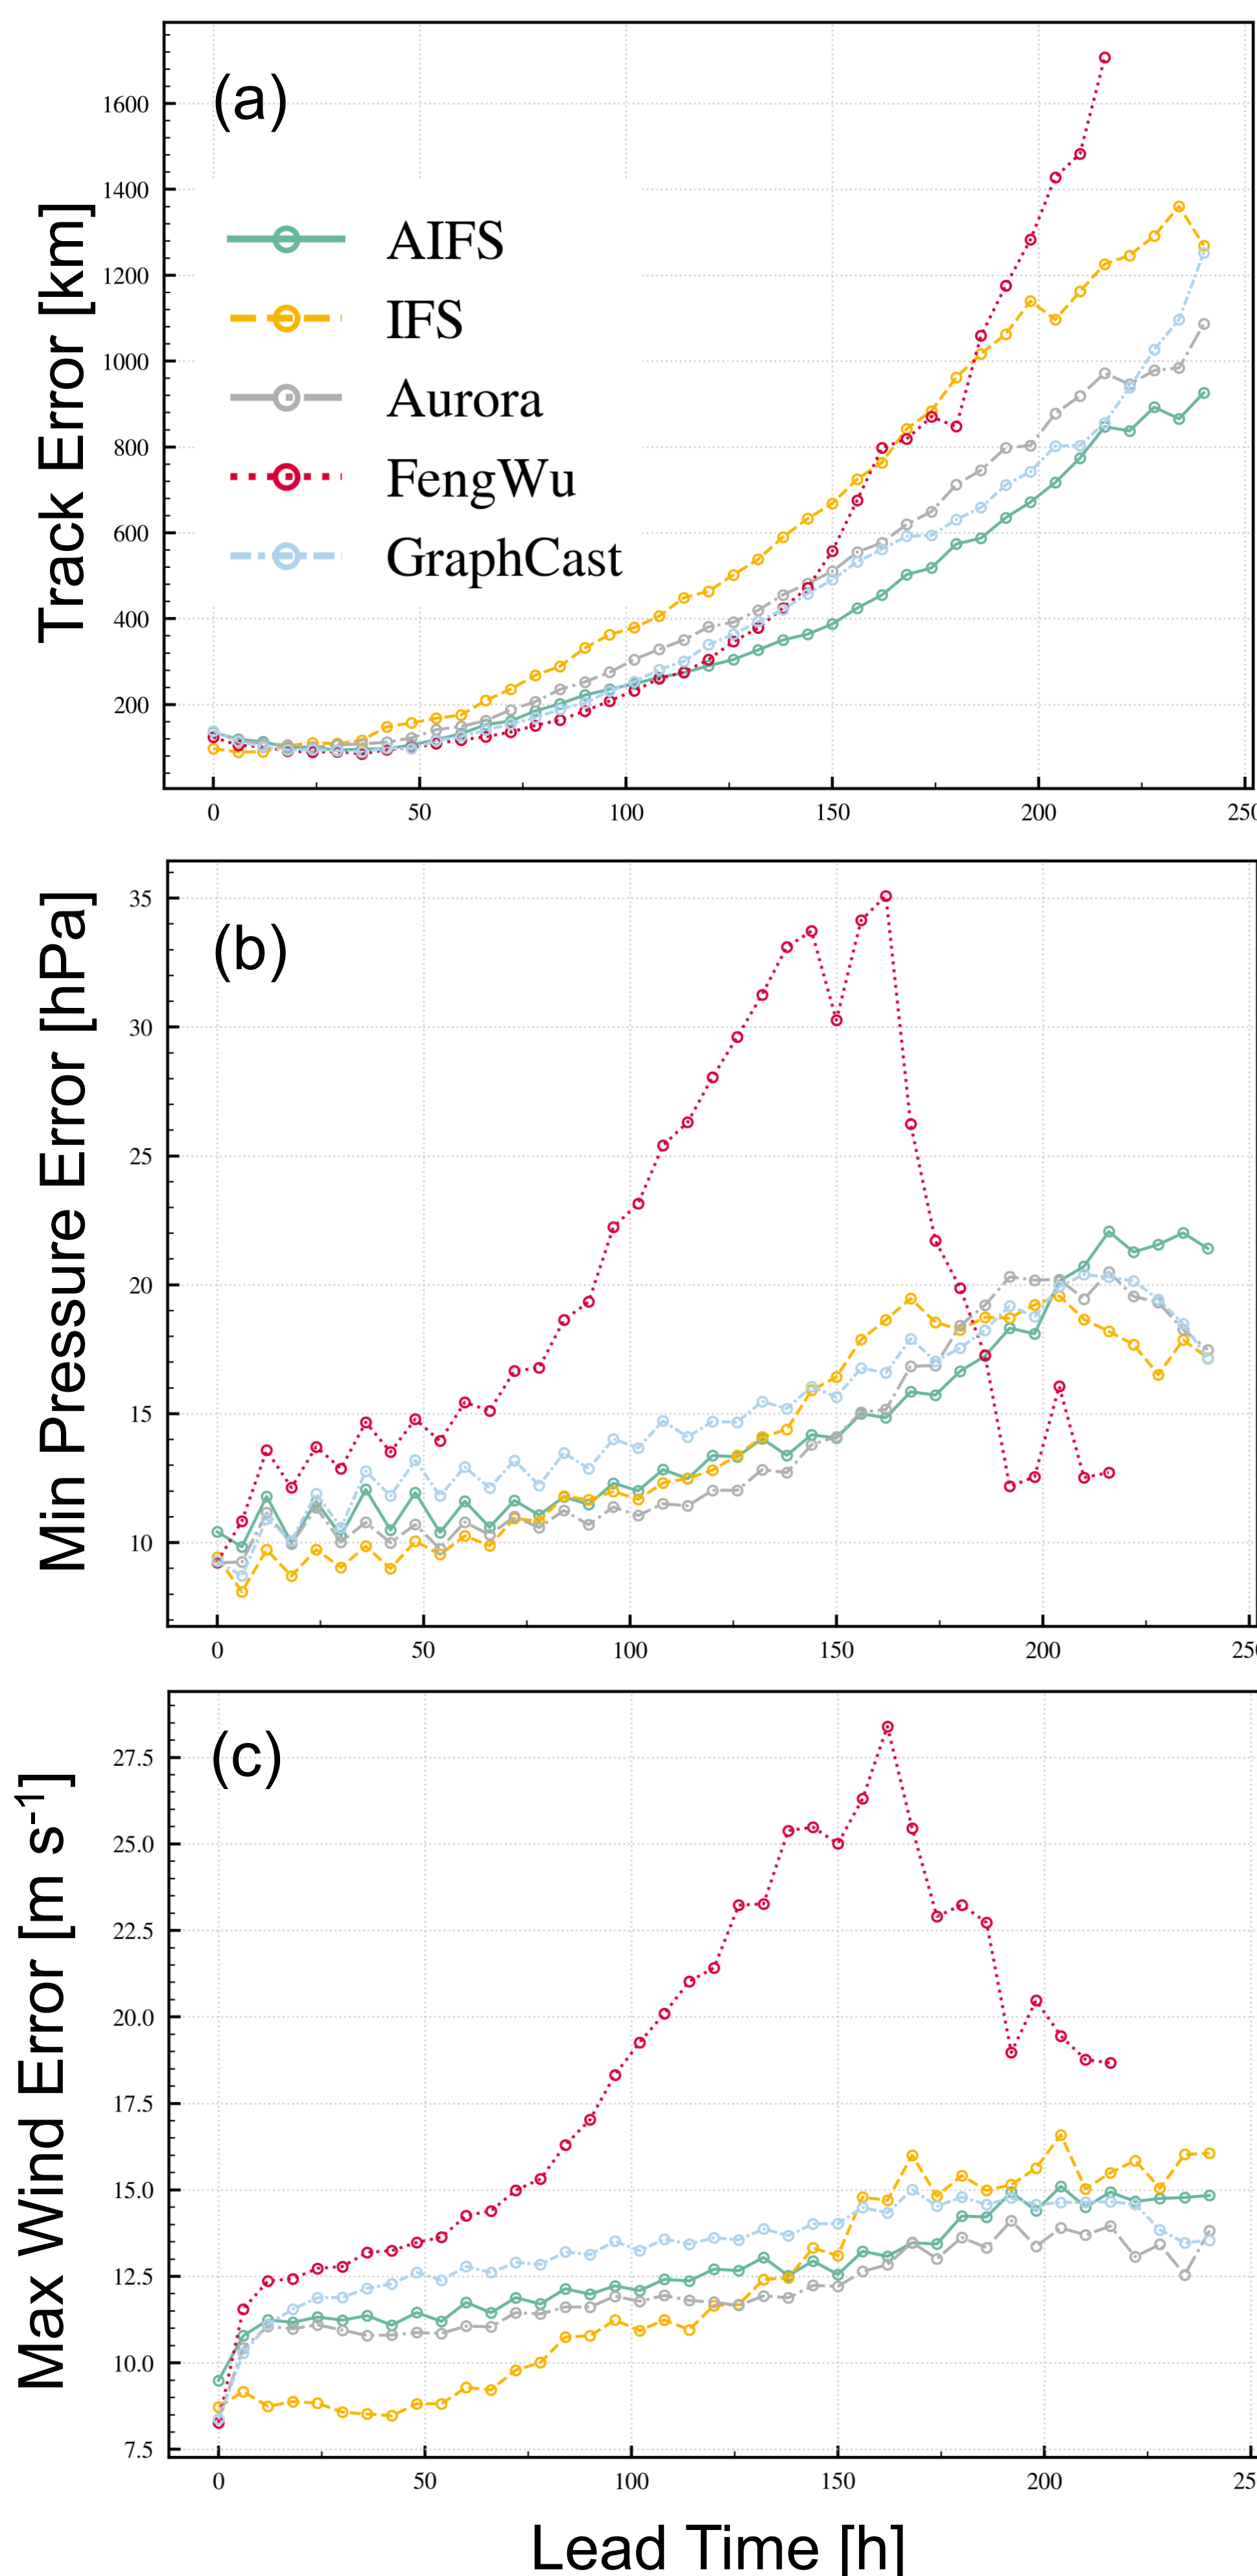 (a)
Track Error [km]
1600
1400
1200
1000
800
600
400
200
AIFS
IFS
Aurora
FengWu
GraphCast
0 50 100 150 200 250
(b)
Min Pressure Error [hPa]
35
30
25
20
15
10
0 50 100 150 200 25
(c)
Max Wind Error [m s-1]
27.5
25.0
22.5
20.0
17.5
15.0
12.5
10.0
7.5
0 50 100 150 200 25
Lead Time [h]